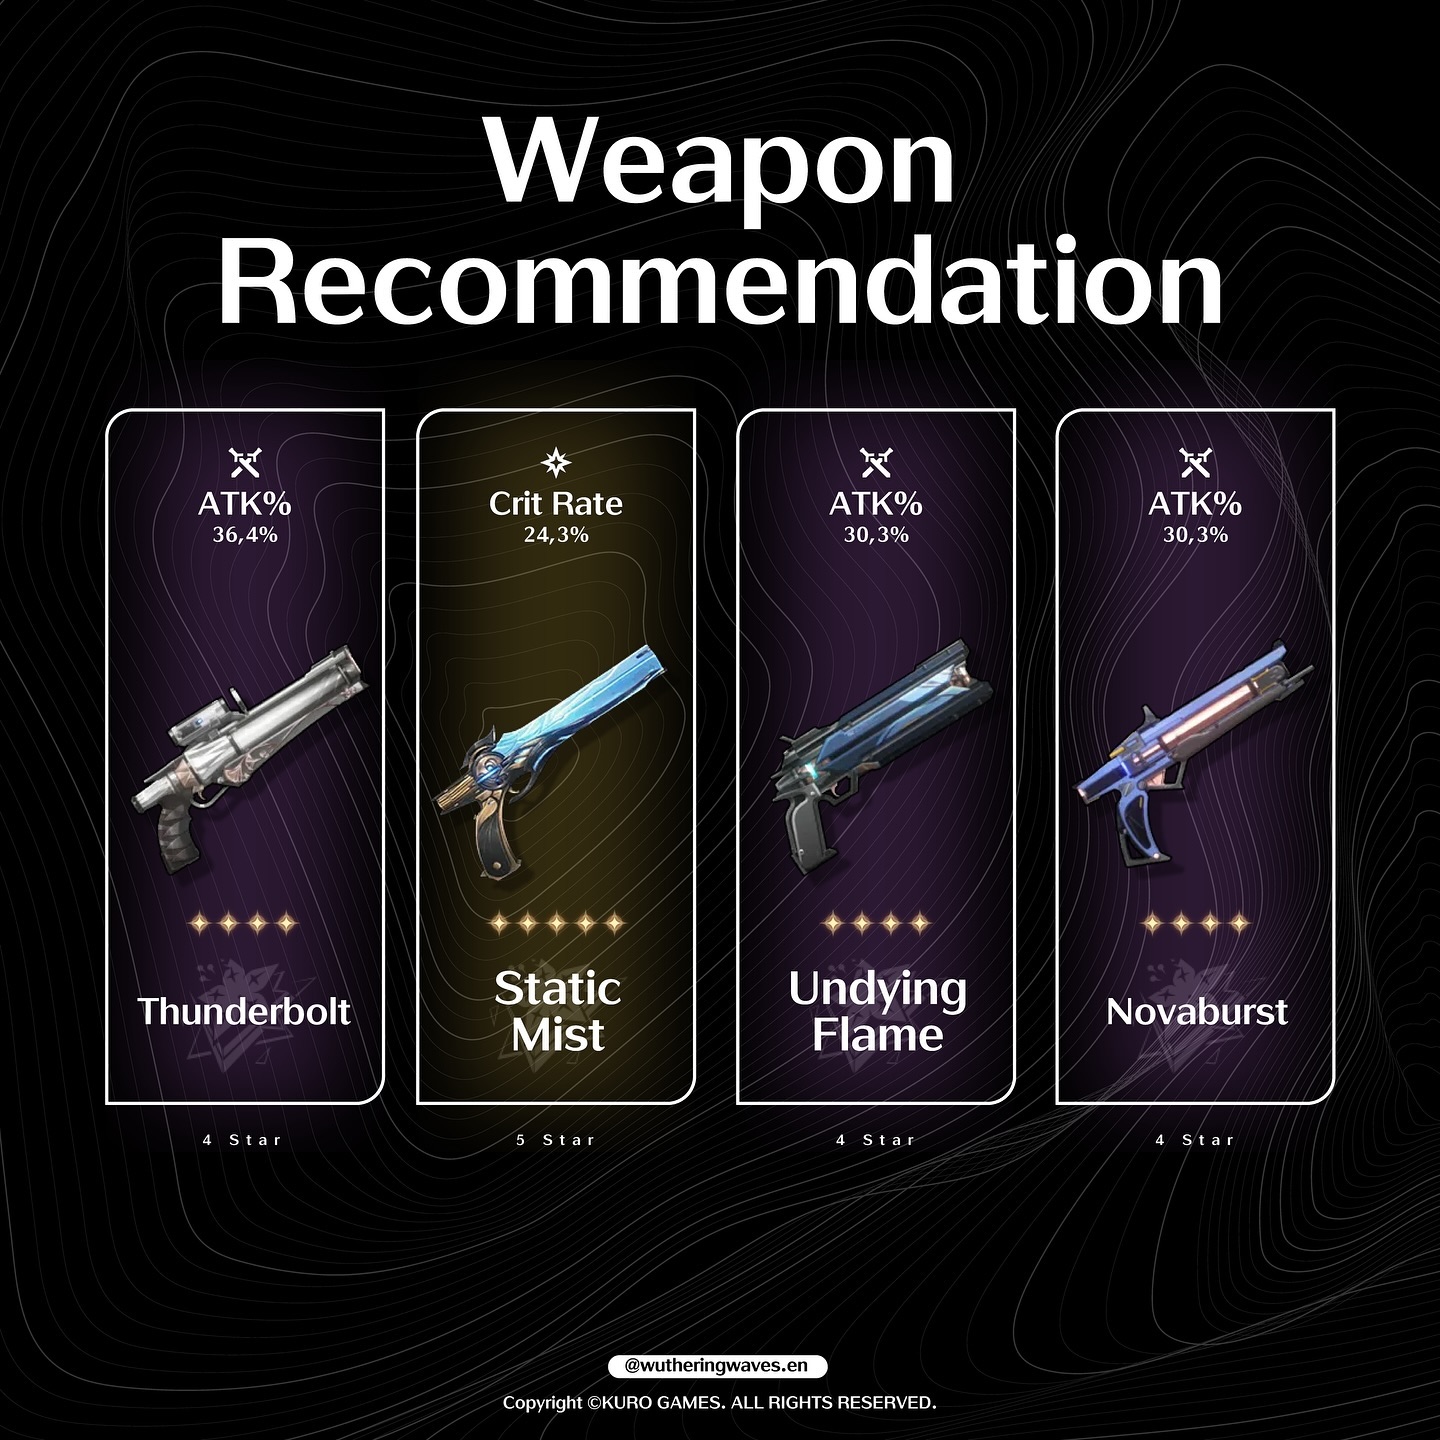 Weapon
Recommendation
ATK%
36,4%
Thunderbolt
4 Star
Crit Rate
24,3%
Static
Mist
5 Star
ATK%
30,3%
Undying
Flame
4 Star
ATK%
30,3%
Novaburst
4 Star
@wutheringwaves.en
Copyright ©KURO GAMES. ALL RIGHTS RESERVED.